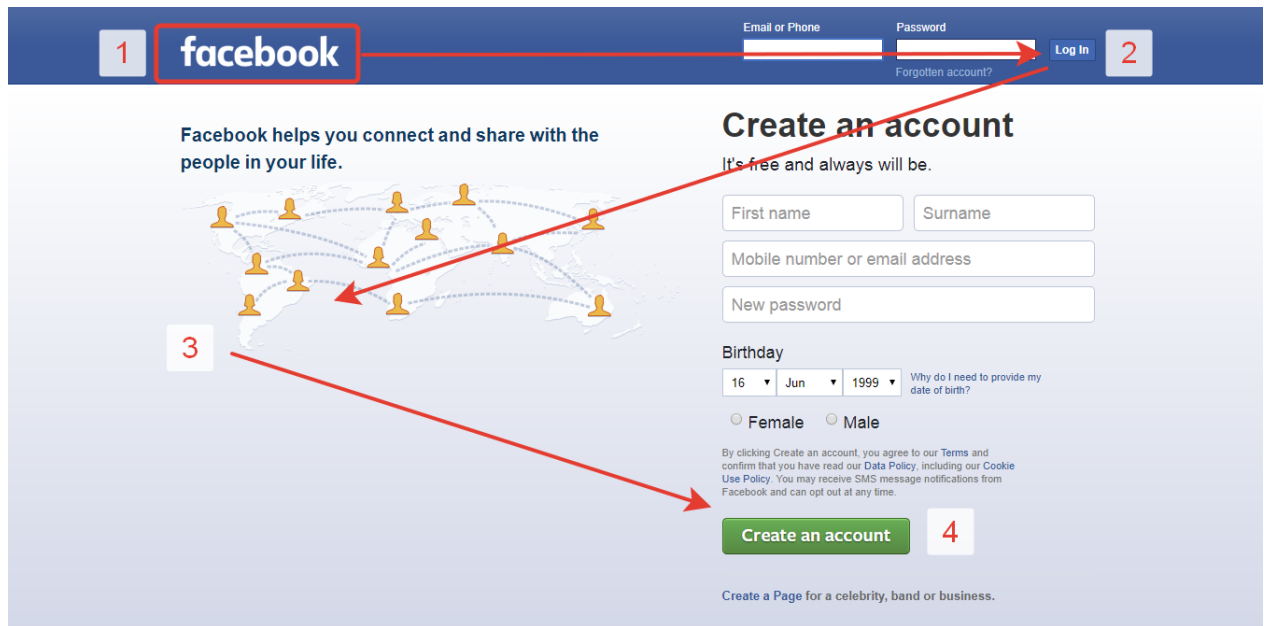 1
facebook
Email or Phone
Password
Log In
2
Forgotten account?
Facebook helps you connect and share with the
people in your life.
3
Create an account
It's free and always will be.
First name
Surname
Mobile number or email address
New password
Birthday
16 Jun 1999
Why do I need to provide my
date of birth?
Female Male
By clicking Create an account, you agree to our Terms and
confirm that you have read our Data Policy, including our Cookie
Use Policy. You may receive SMS message notifications from
Facebook and can opt out at any time.
Create an account
4
Create a Page for a celebrity, band or business.